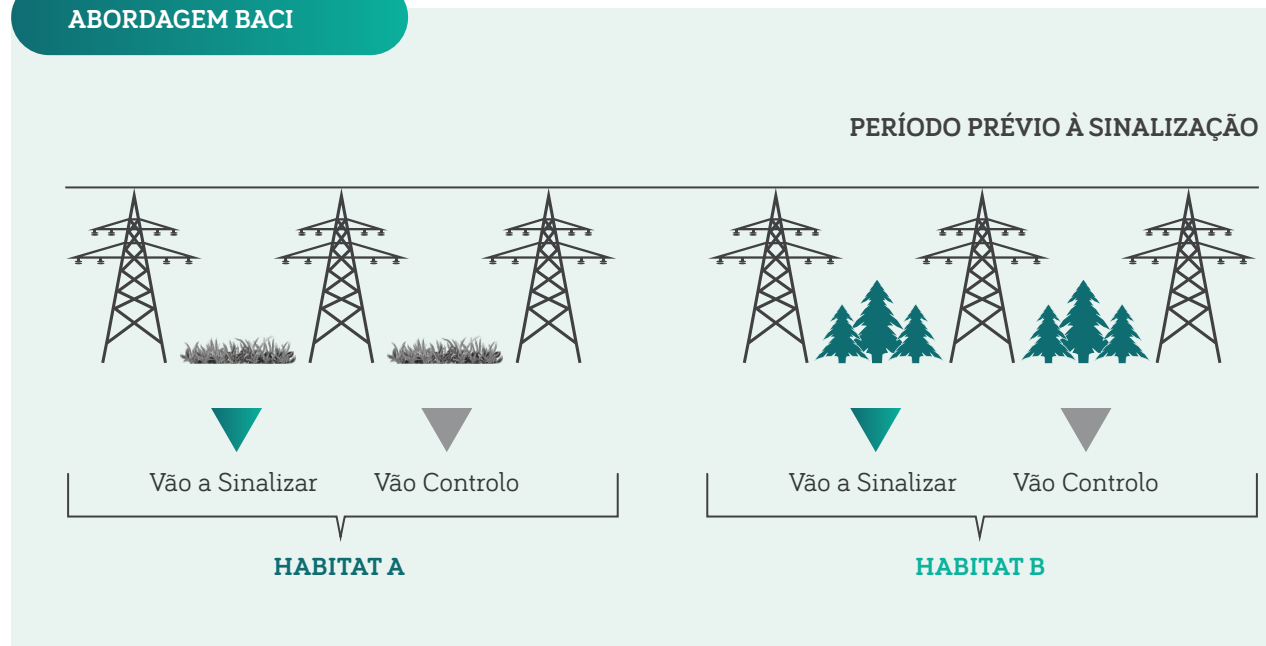 ABORDAGEM BACI
PERÍODO PRÉVIO À SINALIZAÇÃO
Vão a Sinalizar
Vão Controlo
Vão a Sinalizar
Vão Controlo
HABITAT A
HABITAT B